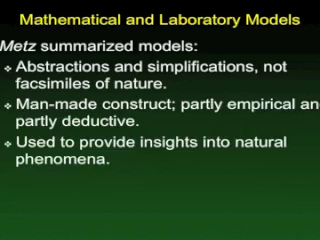 Mathematical and Laboratory Models
Metz summarized models:
Abstractions and simplifications, not
facsimiles of nature.
Man-made construct; partly empirical an
partly deductive.
Used to provide insights into natural
phenomena.